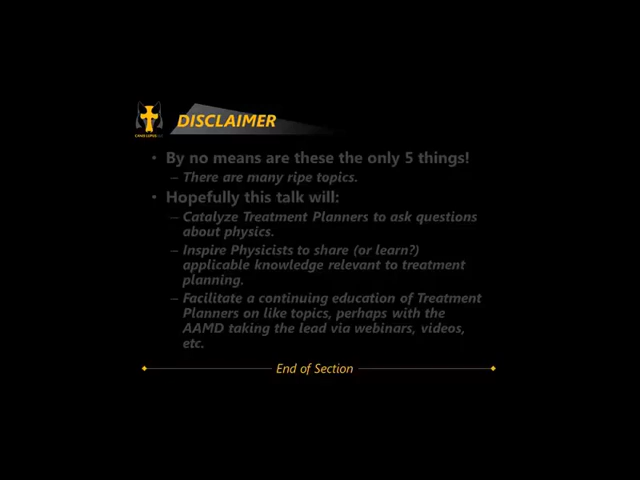 CANIS LUPUS LLC
DISCLAIMER
• By no means are these the only 5 things!
– There are many ripe topics.
• Hopefully this talk will:
– Catalyze Treatment Planners to ask questions
about physics.
– Inspire Physicists to share (or learn?)
applicable knowledge relevant to treatment
planning.
– Facilitate a continuing education of Treatment
Planners on like topics, perhaps with the
AAMD taking the lead via webinars, videos,
etc.
End of Section